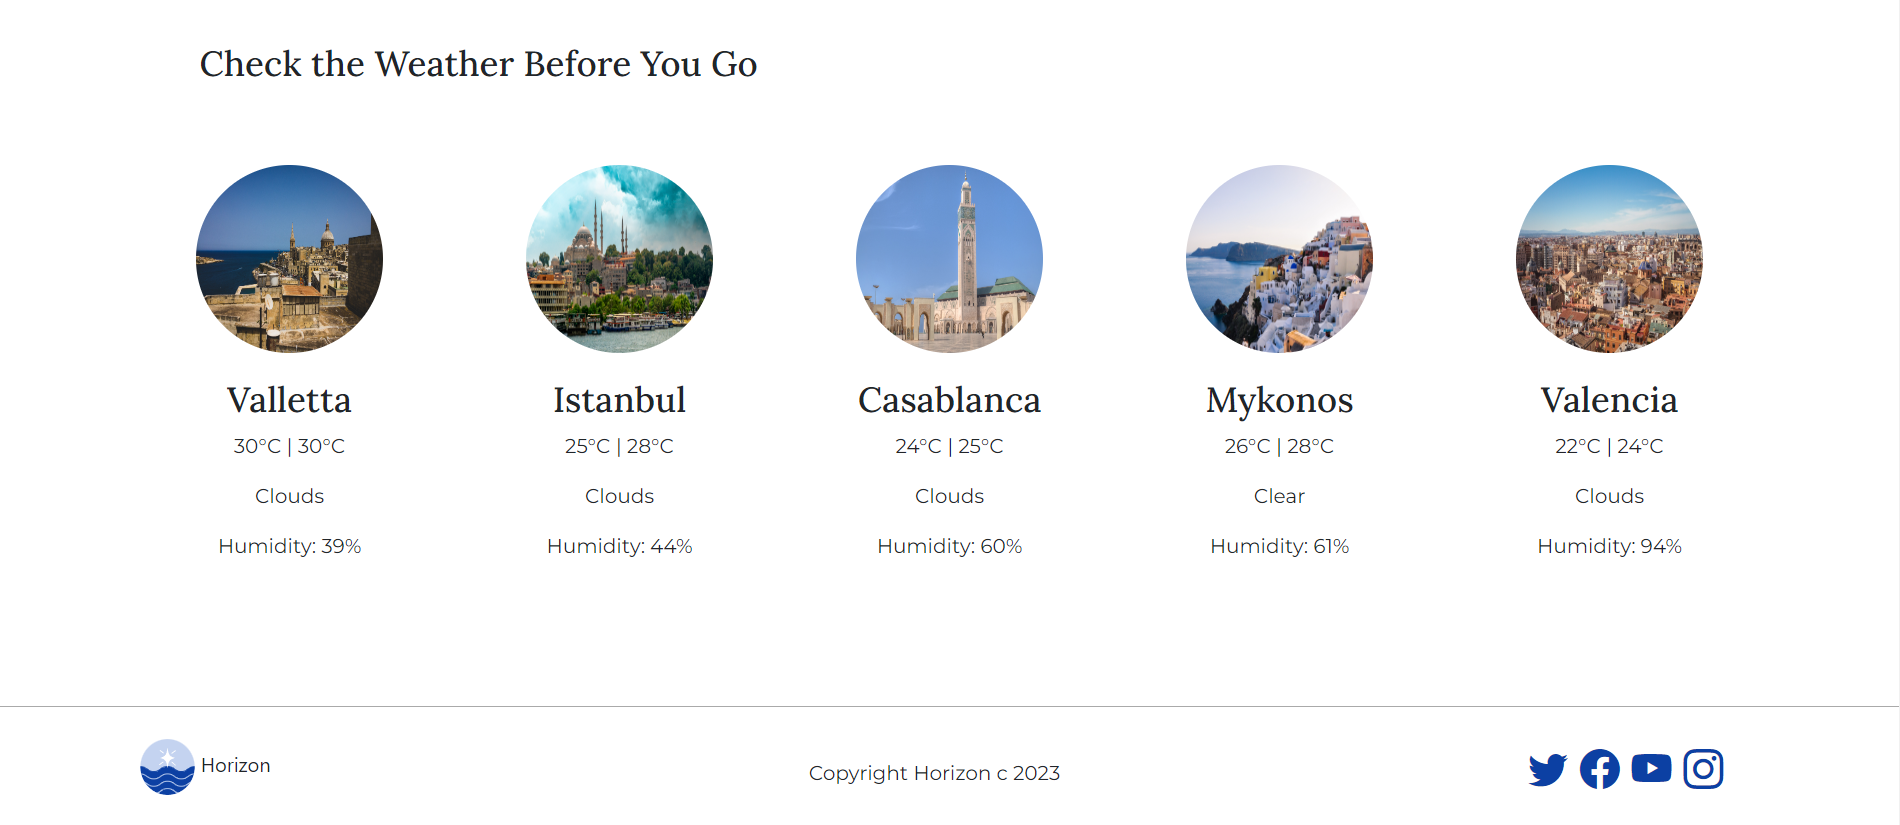 Check the Weather Before You Go
Valletta
30°C | 30°C
Clouds
Humidity: 39%
Istanbul
25°C | 28°C
Clouds
Humidity: 44%
Casablanca
24°C | 25°C
Clouds
Humidity: 60%
Mykonos
26°C | 28°C
Clear
Humidity: 61%
Valencia
22°C | 24°C
Clouds
Humidity: 94%
Horizon
Copyright Horizon c 2023